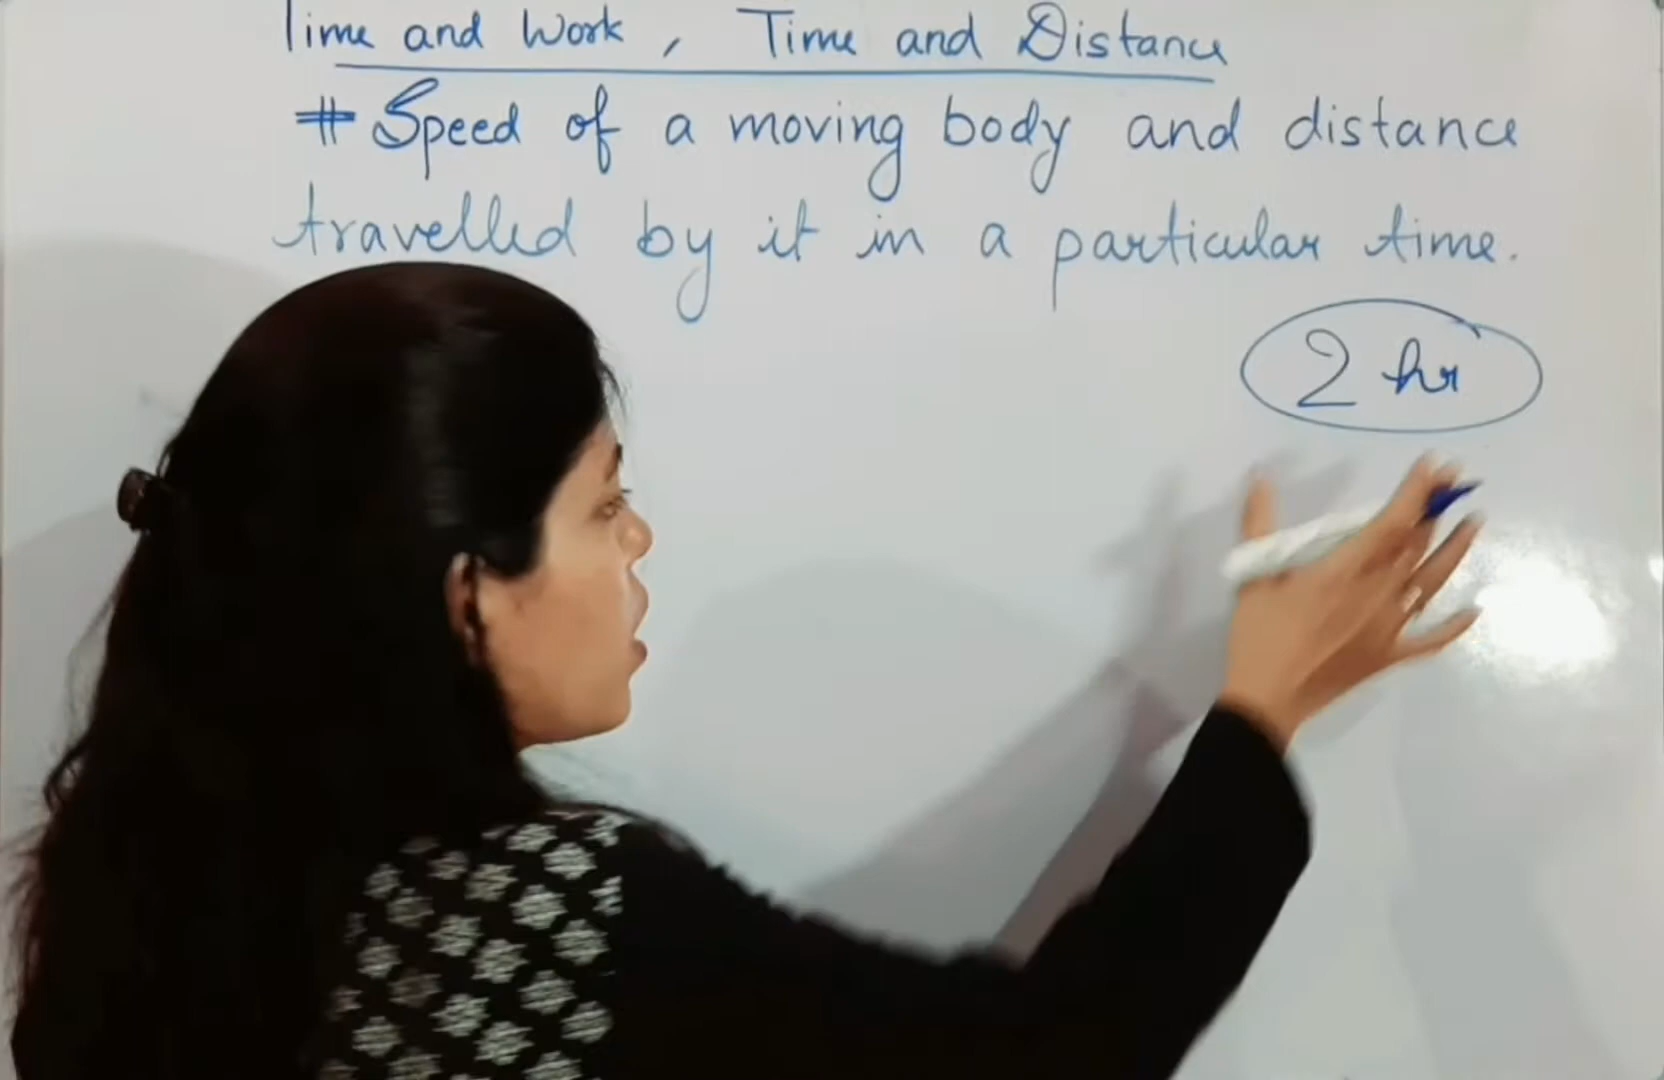 Time and Work, Time and Distance
# Speed of a moving body and distance
travelled by it in a particular time.
2 hr